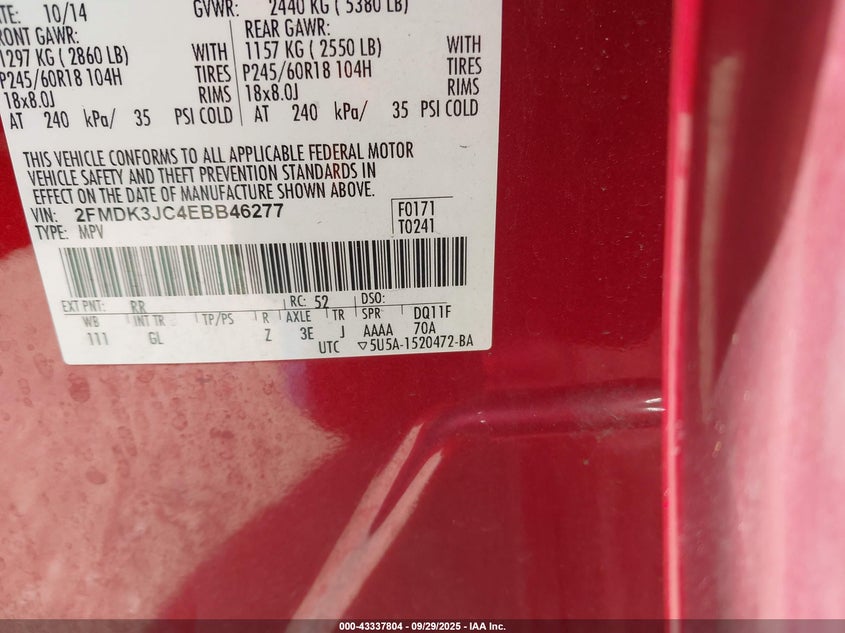 ATE: 10/14 GVWR: 2440 KG ( 5380 LB)
FRONT GAWR: REAR GAWR:
1297 KG ( 2860 LB) WITH 1157 KG ( 2550 LB) WITH
P245/60R18 104H TIRES P245/60R18 104H TIRES
18x8.0J RIMS 18x8.0J RIMS
AT 240 kPa/ 35 PSI COLD AT 240 kPa/ 35 PSI COLD
THIS VEHICLE CONFORMS TO ALL APPLICABLE FEDERAL MOTOR
VEHICLE SAFETY AND THEFT PREVENTION STANDARDS IN
EFFECT ON THE DATE OF MANUFACTURE SHOWN ABOVE.
VIN: 2FMDK3JC4EBB46277 F0171
TYPE: MPV T0241
EXT PNT: RR RC: 52 DSO:
WB INT TR TP/PS R AXLE TR SPR DQ11F
111 GL Z 3E J AAAA 70A
UTC ▽5U5A-1520472-BA
000-43337804 - 09/29/2025 - IAA Inc.